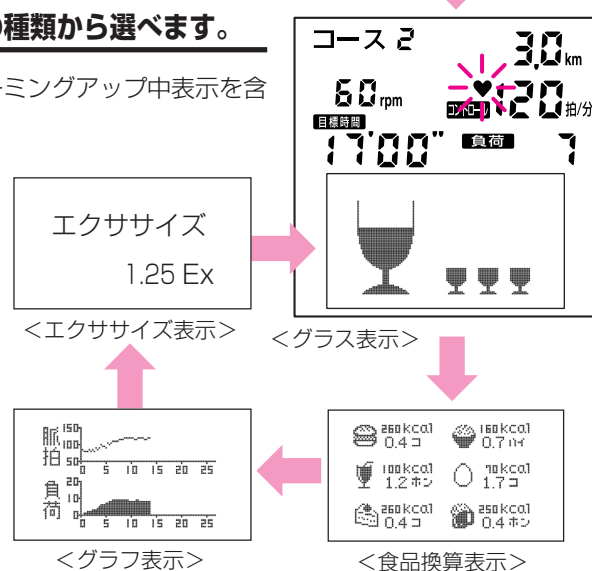 種類から選べます。
ーミングアップ中表示を含
コース 2
3.0 km
60 rpm
コントロール
120 拍/分
目標時間
17'00"
負荷
7
エクササイズ
1.25 Ex
<エクササイズ表示>
<グラス表示>
脈拍
150
100
50
0 5 10 15 20 25
負荷
20
10
0
0 5 10 15 20 25
<グラフ表示>
260kcal
0.4コ
160kcal
0.7ハイ
100kcal
1.2ホン
70kcal
1.7コ
260kcal
0.4コ
250kcal
0.4ホン
<食品換算表示>